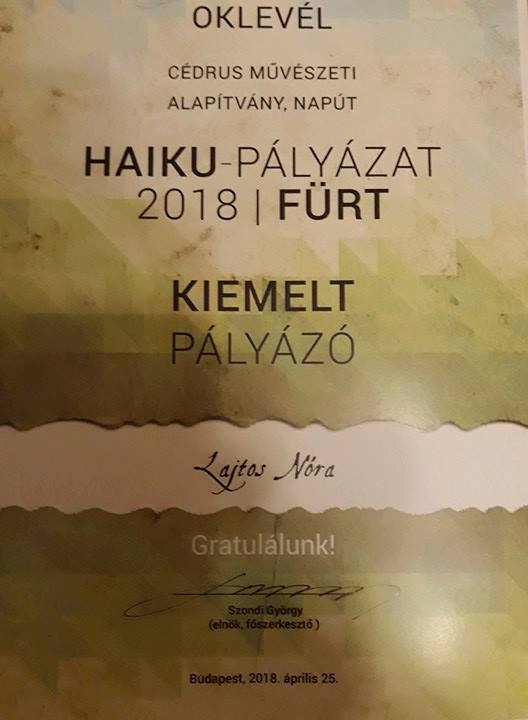 OKLEVÉL
CÉDRUS MŰVÉSZETI
ALAPÍTVÁNY, NAPÚT
HAIKU-PÁLYÁZAT
2018 | FÜRT
KIEMELT
PÁLYÁZÓ
Lajtos Nóra
Gratulálunk!
Szondi György
(elnök, főszerkesztő )
Budapest, 2018. április 25.